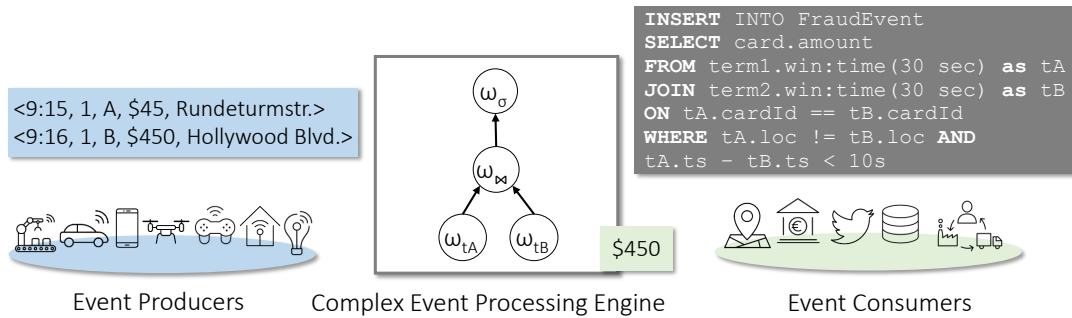 <9:15, 1, A, $45, Rundeturmstr.>
<9:16, 1, B, $450, Hollywood Blvd.>
Event Producers
ωσ
ω⋈
ωtA
ωtB
$450
Complex Event Processing Engine
INSERT INTO FraudEvent
SELECT card.amount
FROM term1.win:time(30 sec) as tA
JOIN term2.win:time(30 sec) as tB
ON tA.cardId == tB.cardId
WHERE tA.loc != tB.loc AND
tA.ts – tB.ts < 10s
€
Event Consumers